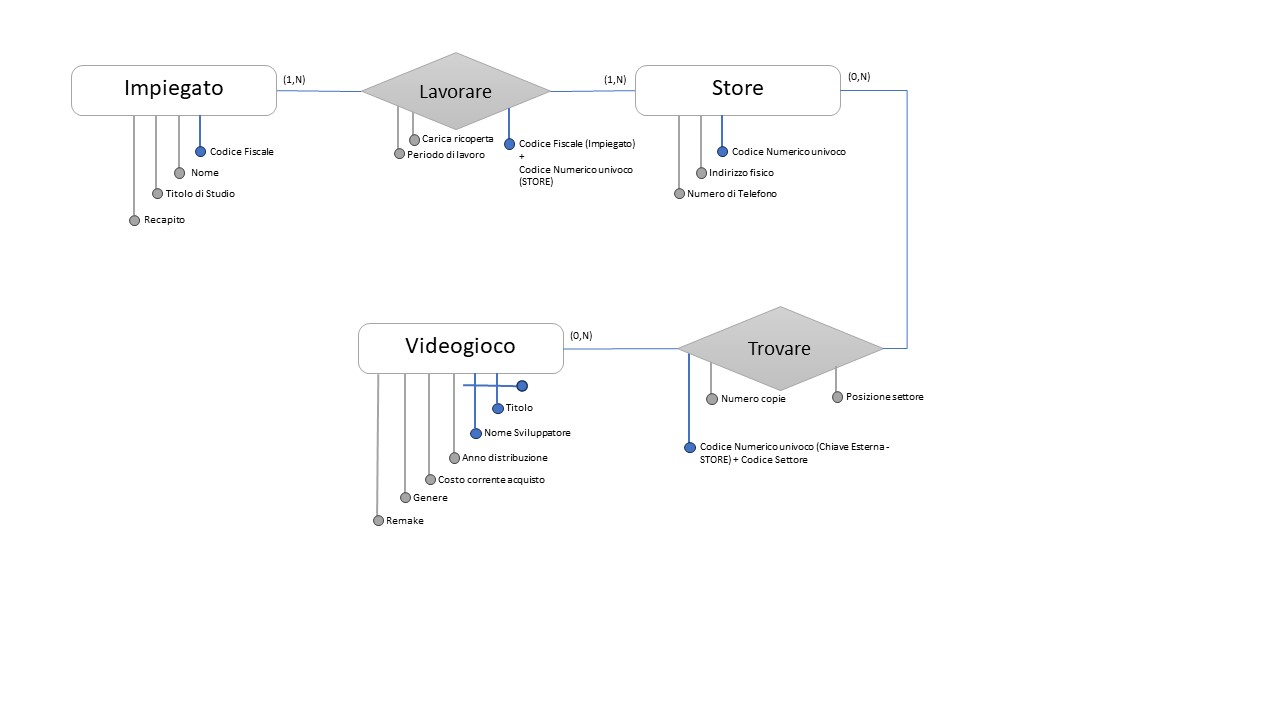 Impiegato
(1,N)
Lavorare
(1,N)
Store
(0,N)
Codice Fiscale
Nome
Titolo di Studio
Recapito
Carica ricoperta
Periodo di lavoro
Codice Fiscale (Impiegato)
+
Codice Numerico univoco
(STORE)
Codice Numerico univoco
Indirizzo fisico
Numero di Telefono
Videogioco
(0,N)
Trovare
Titolo
Nome Sviluppatore
Anno distribuzione
Costo corrente acquisto
Genere
Remake
Numero copie
Posizione settore
Codice Numerico univoco (Chiave Esterna -
STORE) + Codice Settore